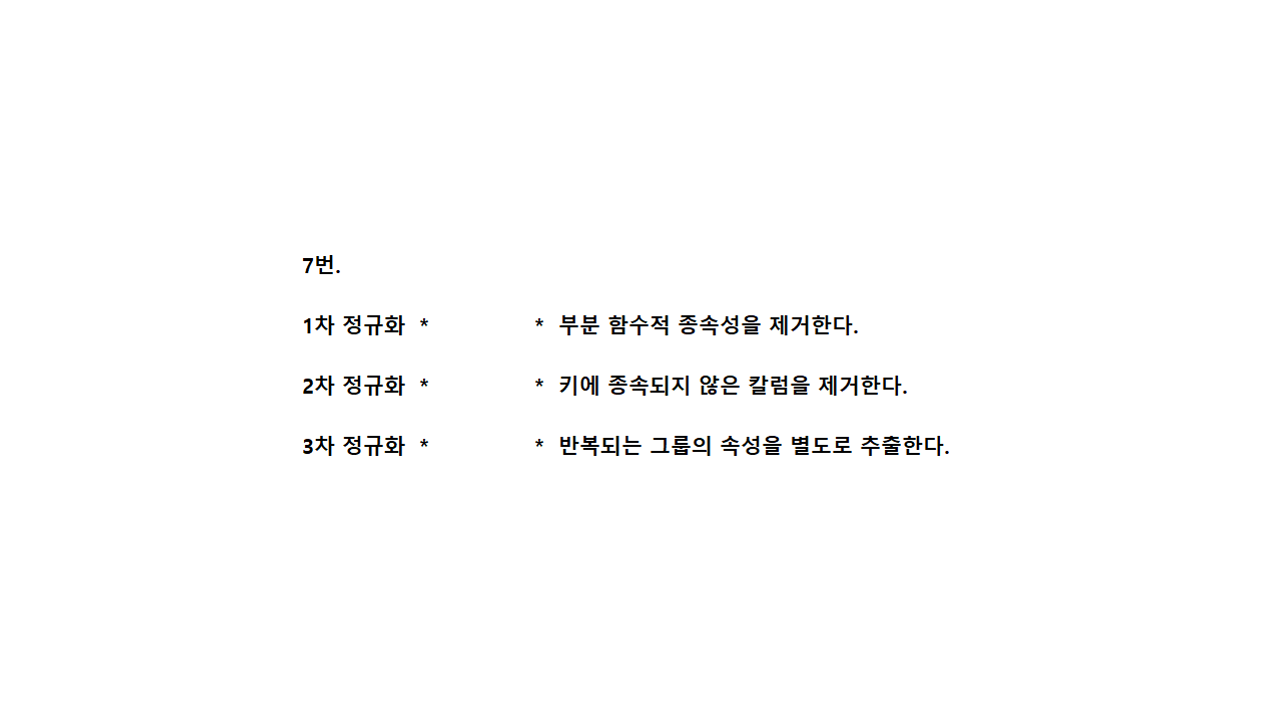 7번.
1차 정규화 * * 부분 함수적 종속성을 제거한다.
2차 정규화 * * 키에 종속되지 않은 칼럼을 제거한다.
3차 정규화 * * 반복되는 그룹의 속성을 별도로 추출한다.